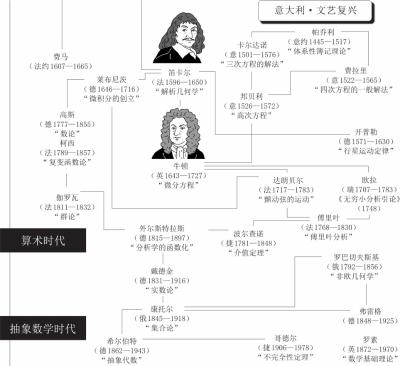 意大利·文艺复兴
帕乔利
(意约1445—1517)
“体系性簿记理论”
卡尔达诺
(意1501—1576)
“三次方程的解法”
费马
(法约1607—1665)
笛卡尔
(法1596—1650)
“解析几何学”
费拉里
(意1522—1565)
“四次方程的一般解法”
莱布尼茨
(德1646—1716)
“微积分的创立”
邦贝利
(意1526—1572)
“高次方程”
高斯
(德1777—1855)
“数论”
柯西
(法1789—1857)
“复变函数论”
开普勒
(德1571—1630)
“行星运动定律”
牛顿
(英1643—1727)
“微分方程”
达朗贝尔
(法1717—1783)
“颤动弦的运动”
欧拉
(瑞1707—1783)
《无穷小分析引论》
(1748)
伽罗瓦
(法1811—1832)
“群论”
傅里叶
(法1768—1830)
“傅里叶分析”
算术时代
外尔斯特拉斯
(德1815—1897)
“分析学的函数化”
波尔查诺
(捷1781—1848)
“介值定理”
罗巴切夫斯基
(俄1792—1856)
“非欧几何学”
戴德金
(德1831—1916)
“实数论”
康托尔
(俄1845—1918)
“集合论”
弗雷格
(德1848—1925)
抽象数学时代
希尔伯特
(德1862—1943)
“抽象代数”
哥德尔
(捷1906—1978)
“不完全性定理”
罗素
(英1872—1970)
“数学基础理论”